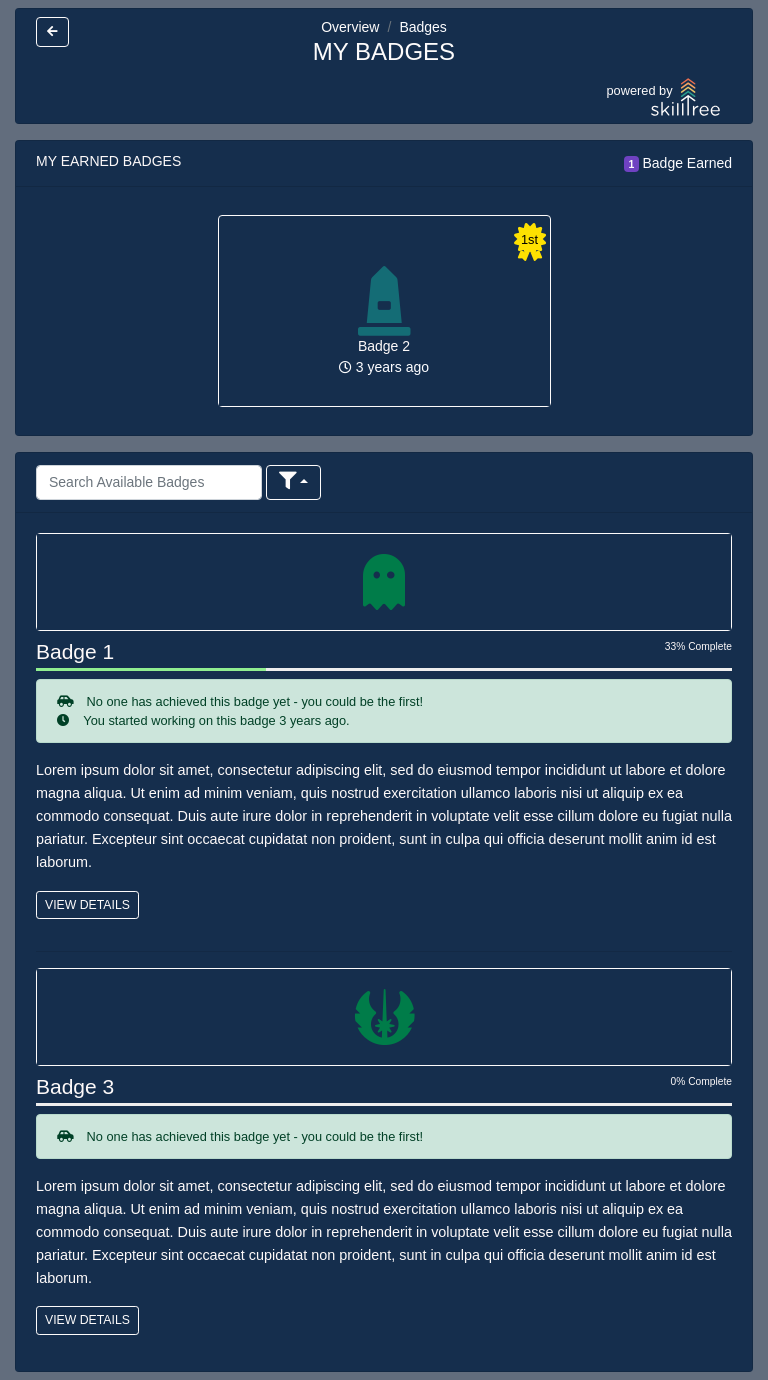 Overview / Badges
MY BADGES
powered by
skilltree
MY EARNED BADGES
1 Badge Earned
1st
Badge 2
3 years ago
Search Available Badges
Badge 1
33% Complete
No one has achieved this badge yet - you could be the first!
You started working on this badge 3 years ago.
Lorem ipsum dolor sit amet, consectetur adipiscing elit, sed do eiusmod tempor incididunt ut labore et dolore
magna aliqua. Ut enim ad minim veniam, quis nostrud exercitation ullamco laboris nisi ut aliquip ex ea
commodo consequat. Duis aute irure dolor in reprehenderit in voluptate velit esse cillum dolore eu fugiat nulla
pariatur. Excepteur sint occaecat cupidatat non proident, sunt in culpa qui officia deserunt mollit anim id est
laborum.
VIEW DETAILS
Badge 3
0% Complete
No one has achieved this badge yet - you could be the first!
Lorem ipsum dolor sit amet, consectetur adipiscing elit, sed do eiusmod tempor incididunt ut labore et dolore
magna aliqua. Ut enim ad minim veniam, quis nostrud exercitation ullamco laboris nisi ut aliquip ex ea
commodo consequat. Duis aute irure dolor in reprehenderit in voluptate velit esse cillum dolore eu fugiat nulla
pariatur. Excepteur sint occaecat cupidatat non proident, sunt in culpa qui officia deserunt mollit anim id est
laborum.
VIEW DETAILS